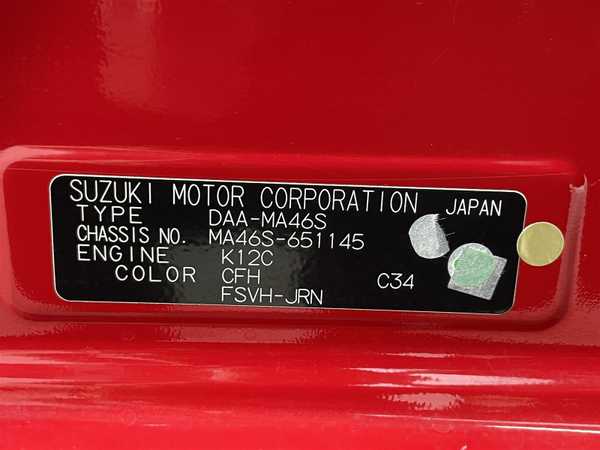 SUZUKI MOTOR CORPORATION JAPAN
TYPE DAA-MA46S
CHASSIS NO. MA46S-651145
ENGINE K12C
COLOR CFH C34
FSVH-JRN